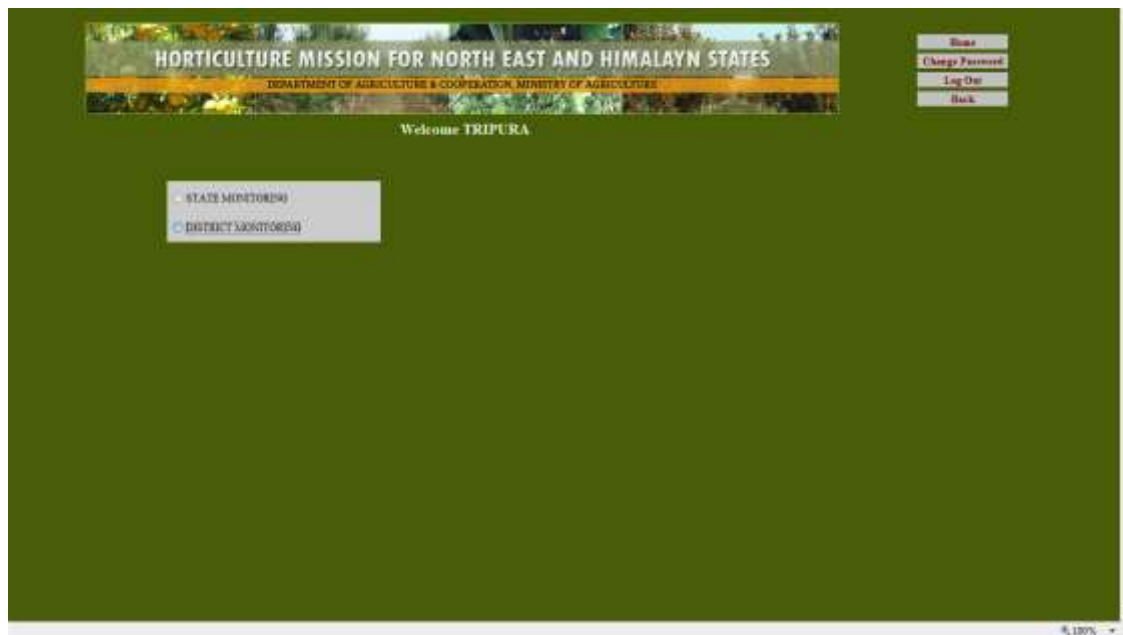 HORTICULTURE MISSION FOR NORTH EAST AND HIMALAYN STATES
DEPARTMENT OF AGRICULTURE & COOPERATION, MINISTRY OF AGRICULTURE
Home
Change Password
Log Out
Back
Welcome TRIPURA
STATE MONITORING
DISTRICT MONITORING
100%